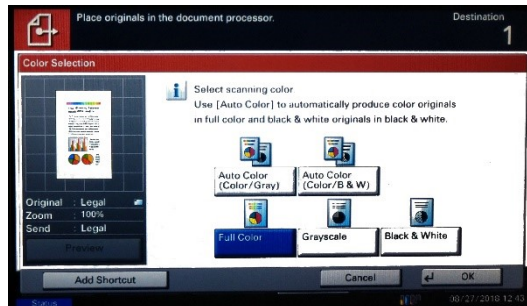 Place originals in the document processor.
Destination
1
Color Selection
Select scanning color
Use [Auto Color] to automatically produce color originals
in full color and black & white originals in black & white.
Auto Color
(Color/Gray)
Auto Color
(Color/B & W)
Original : Legal
Zoom : 100%
Send : Legal
Preview
Full Color
Grayscale
Black & White
Add Shortcut
Cancel
OK
Status
08/27/2018 12:43